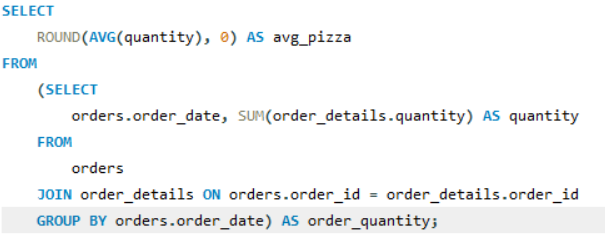 SELECT
ROUND(AVG(quantity), 0) AS avg_pizza
FROM
(SELECT
orders.order_date, SUM(order_details.quantity) AS quantity
FROM
orders
JOIN order_details ON orders.order_id = order_details.order_id
GROUP BY orders.order_date) AS order_quantity;